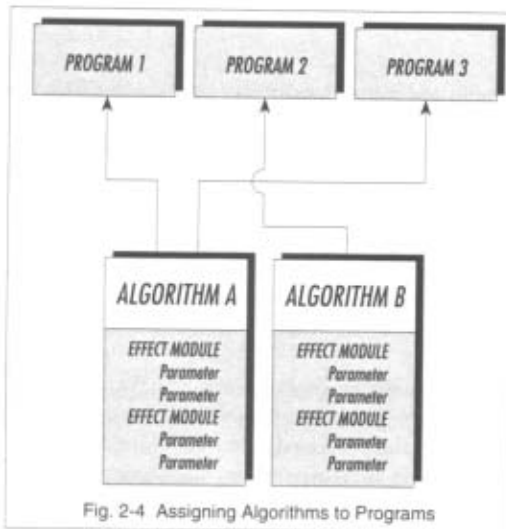 PROGRAM 1
PROGRAM 2
PROGRAM 3
ALGORITHM A
EFFECT MODULE
Parameter
Parameter
EFFECT MODULE
Parameter
Parameter
ALGORITHM B
EFFECT MODULE
Parameter
Parameter
EFFECT MODULE
Parameter
Parameter
Fig. 2-4 Assigning Algorithms to Programs